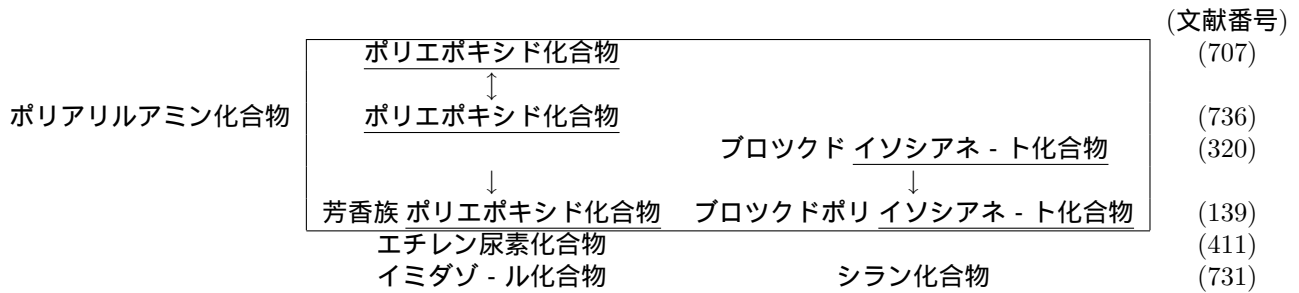 (文献番号)
ポリエポキシド化合物 (707)
↕
ポリアリルアミン化合物 ポリエポキシド化合物 (736)
ブロツクド イソシアネ - ト化合物 (320)
↓ ↓
芳香族 ポリエポキシド化合物 ブロツクドポリ イソシアネ - ト化合物 (139)
エチレン尿素化合物 (411)
イミダゾ - ル化合物 シラン化合物 (731)